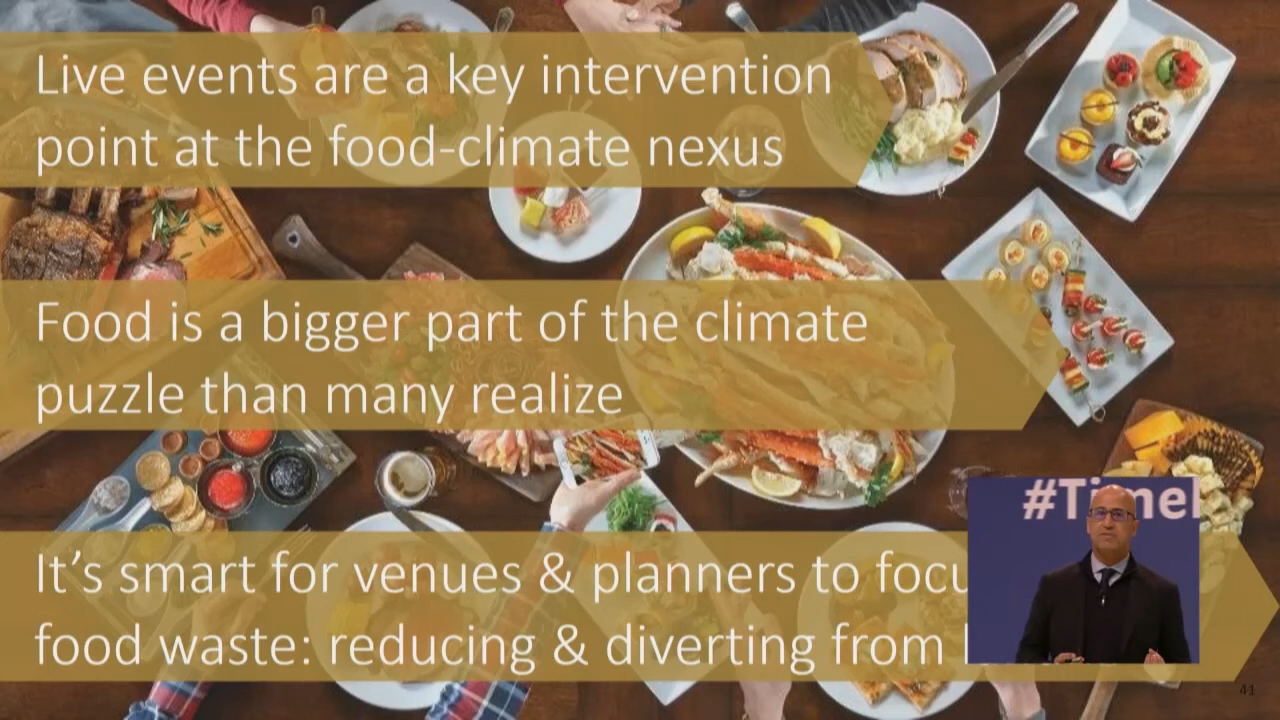 Live events are a key intervention
point at the food-climate nexus
Food is a bigger part of the climate
puzzle than many realize
#TimeI
It's smart for venues & planners to focu
food waste: reducing & diverting from
41